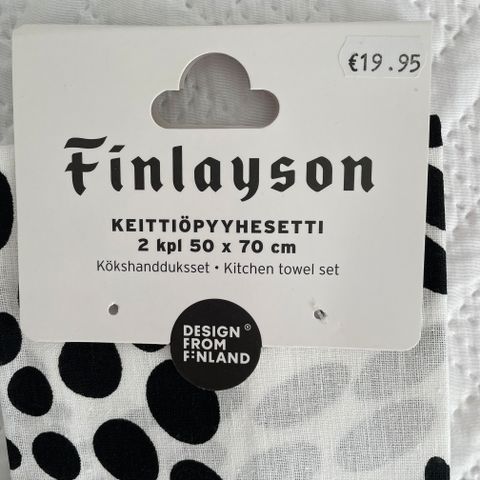 €19.95
Finlayson
KEITTIÖPYYHESETTI
2 kpl 50 x 70 cm
Kökshandduksset • Kitchen towel set
DESIGN ®
FROM
FINLAND